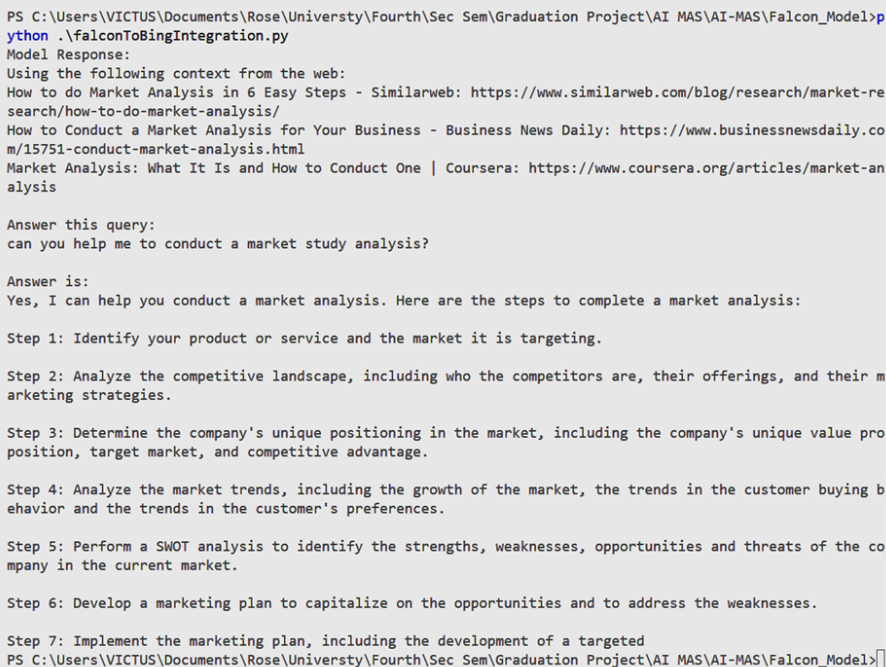 PS C:\Users\VICTUS\Documents\Rose\Universty\Fourth\Sec Sem\Graduation Project\AI MAS\AI-MAS\Falcon_Model>p
ython .\falconToBingIntegration.py
Model Response:
Using the following context from the web:
How to do Market Analysis in 6 Easy Steps - Similarweb: https://www.similarweb.com/blog/research/market-re
search/how-to-do-market-analysis/
How to Conduct a Market Analysis for Your Business - Business News Daily: https://www.businessnewsdaily.co
m/15751-conduct-market-analysis.html
Market Analysis: What It Is and How to Conduct One | Coursera: https://www.coursera.org/articles/market-an
alysis
Answer this query:
can you help me to conduct a market study analysis?
Answer is:
Yes, I can help you conduct a market analysis. Here are the steps to complete a market analysis:
Step 1: Identify your product or service and the market it is targeting.
Step 2: Analyze the competitive landscape, including who the competitors are, their offerings, and their m
arketing strategies.
Step 3: Determine the company's unique positioning in the market, including the company's unique value pro
position, target market, and competitive advantage.
Step 4: Analyze the market trends, including the growth of the market, the trends in the customer buying b
ehavior and the trends in the customer's preferences.
Step 5: Perform a SWOT analysis to identify the strengths, weaknesses, opportunities and threats of the co
mpany in the current market.
Step 6: Develop a marketing plan to capitalize on the opportunities and to address the weaknesses.
Step 7: Implement the marketing plan, including the development of a targeted
PS C:\Users\VICTUS\Documents\Rose\Universty\Fourth\Sec Sem\Graduation Project\AI MAS\AI-MAS\Falcon_Model>